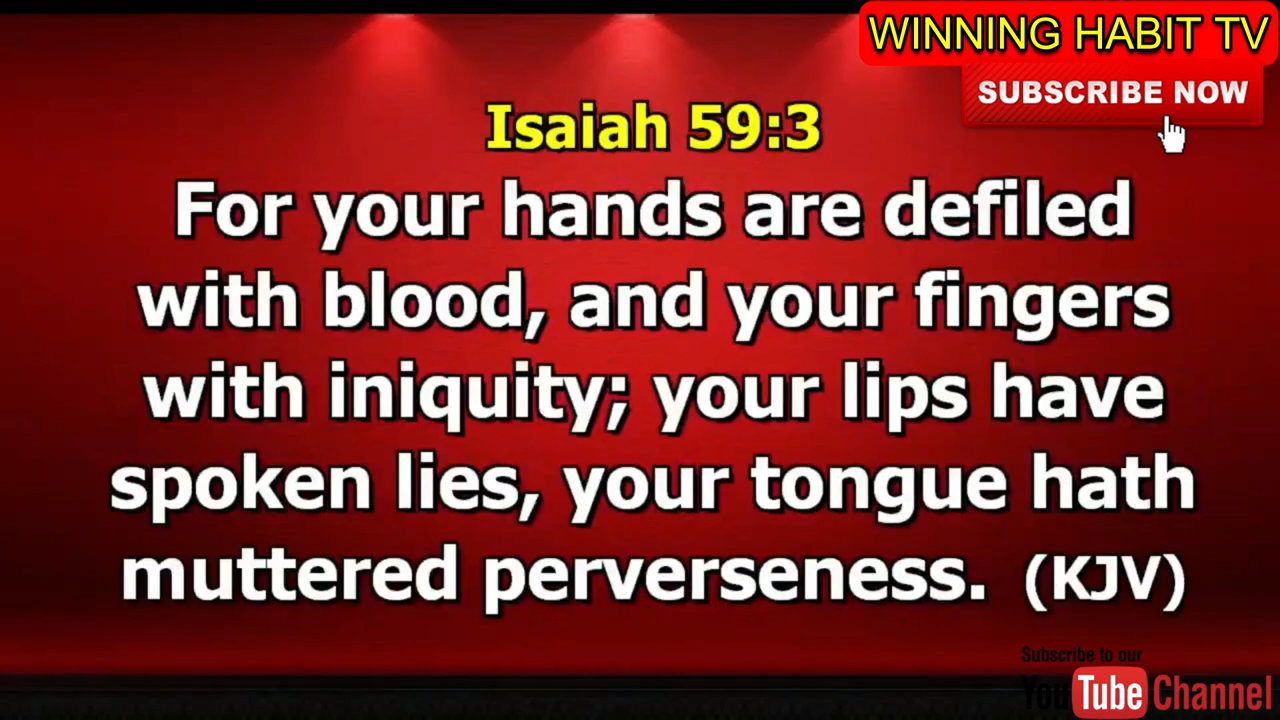 WINNING HABIT TV
SUBSCRIBE NOW
Isaiah 59:3
For your hands are defiled
with blood, and your fingers
with iniquity; your lips have
spoken lies, your tongue hath
muttered perverseness. (KJV)
Subscribe to our
YouTube Channel